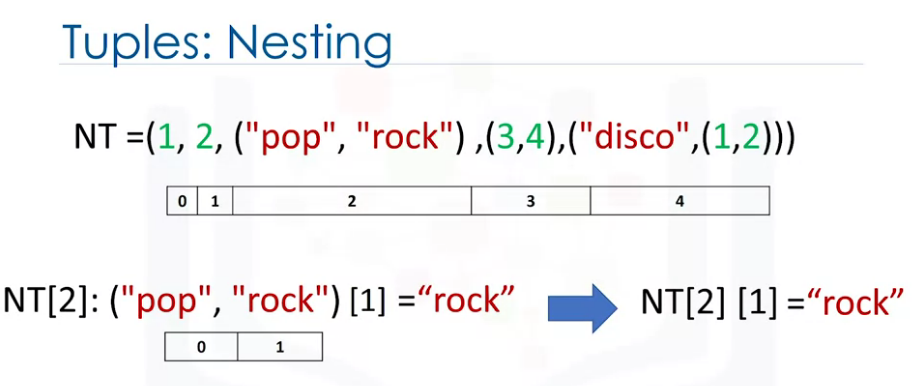 Tuples: Nesting
NT =(1, 2, ("pop", "rock") ,(3,4),("disco",(1,2)))
0 1 2 3 4
NT[2]: ("pop", "rock") [1] =“rock” NT[2] [1] =“rock”
0 1